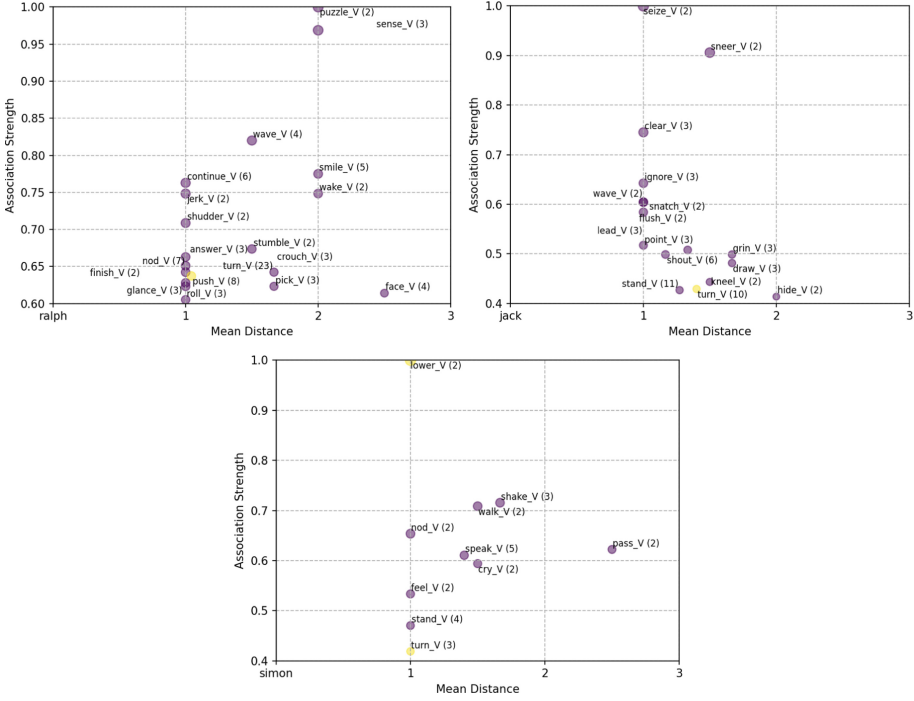 1.00
puzzle_V (2)
sense_V (3)
0.95
0.90
0.85
wave_V (4)
0.80
smile_V (5)
continue_V (6)
wake_V (2)
0.75
jerk_V (2)
shudder_V (2)
0.70
stumble_V (2)
answer_V (3)
crouch_V (3)
nod_V (7)
turn_V (23)
0.65
finish_V (2)
push_V (8)
pick_V (3)
glance_V (3)
roll_V (3)
face_V (4)
0.60
Association Strength
ralph 1 2 3
Mean Distance
1.0
seize_V (2)
sneer_V (2)
0.9
0.8
clear_V (3)
0.7
ignore_V (3)
wave_V (2)
0.6
snatch_V (2)
flush_V (2)
lead_V (3)
point_V (3)
grin_V (3)
0.5
shout_V (6)
draw_V (3)
stand_V (11)
kneel_V (2)
turn_V (10)
hide_V (2)
0.4
Association Strength
jack 1 2 3
Mean Distance
1.0
lower_V (2)
0.9
0.8
shake_V (3)
walk_V (2)
0.7
nod_V (2)
pass_V (2)
speak_V (5)
0.6
cry_V (2)
feel_V (2)
0.5
stand_V (4)
turn_V (3)
0.4
Association Strength
simon 1 2 3
Mean Distance